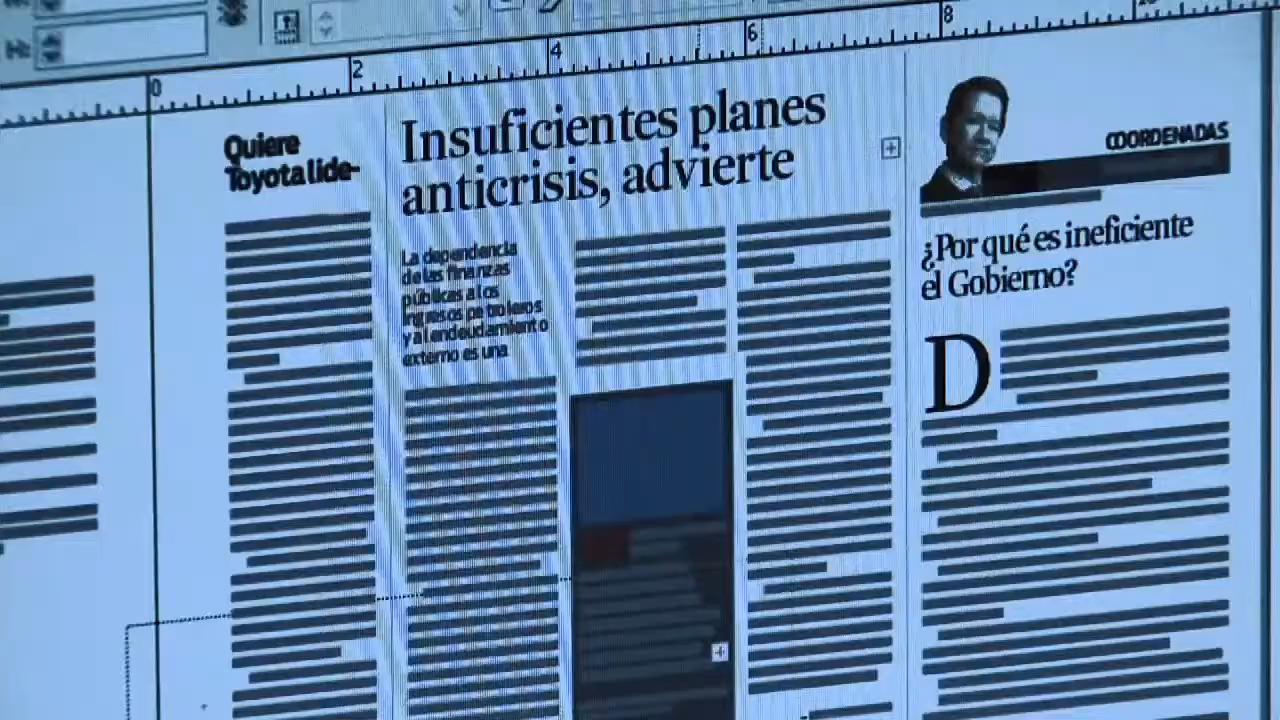 H:
0
2
4
6
8
10
Quiere
Toyota lide-
Insuficientes planes
anticrisis, advierte
La dependencia
de las finanzas
públicas a los
ingresos petroleros
y al endeudamiento
externo es una
COORDENADAS
¿Por qué es ineficiente
el Gobierno?
D